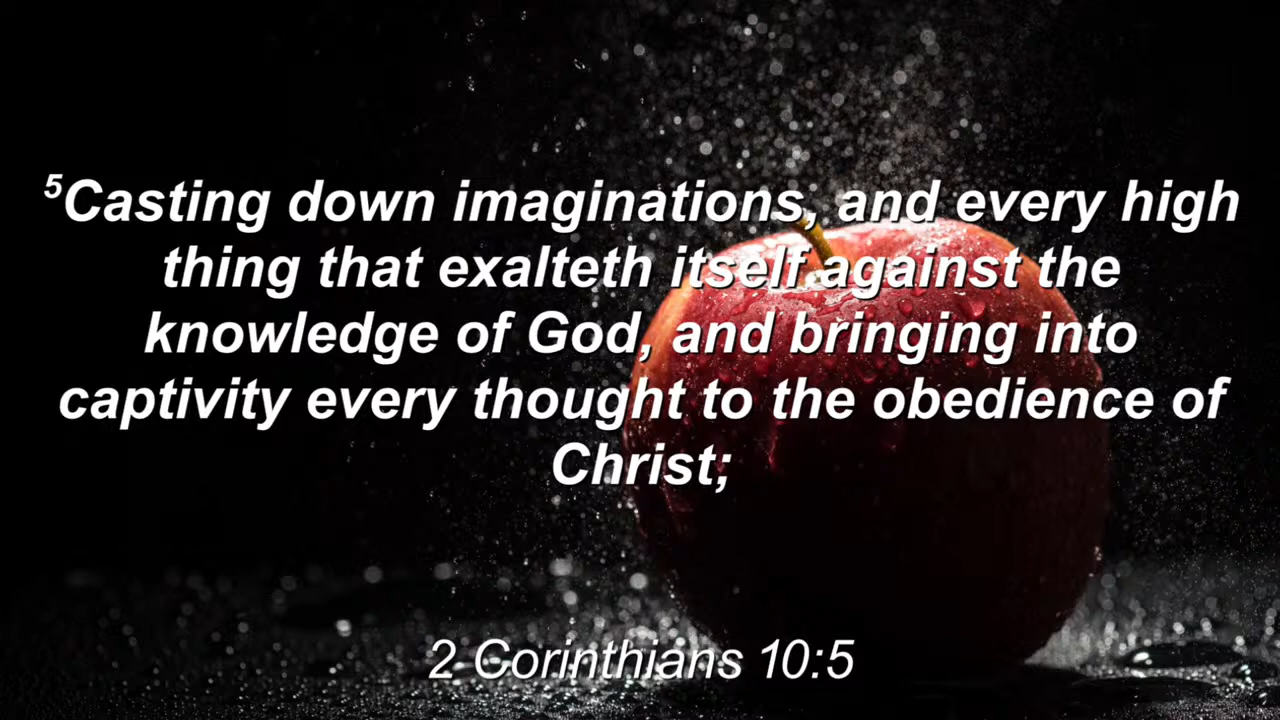 ⁵Casting down imaginations, and every high
thing that exalteth itself against the
knowledge of God, and bringing into
captivity every thought to the obedience of
Christ;
2 Corinthians 10:5